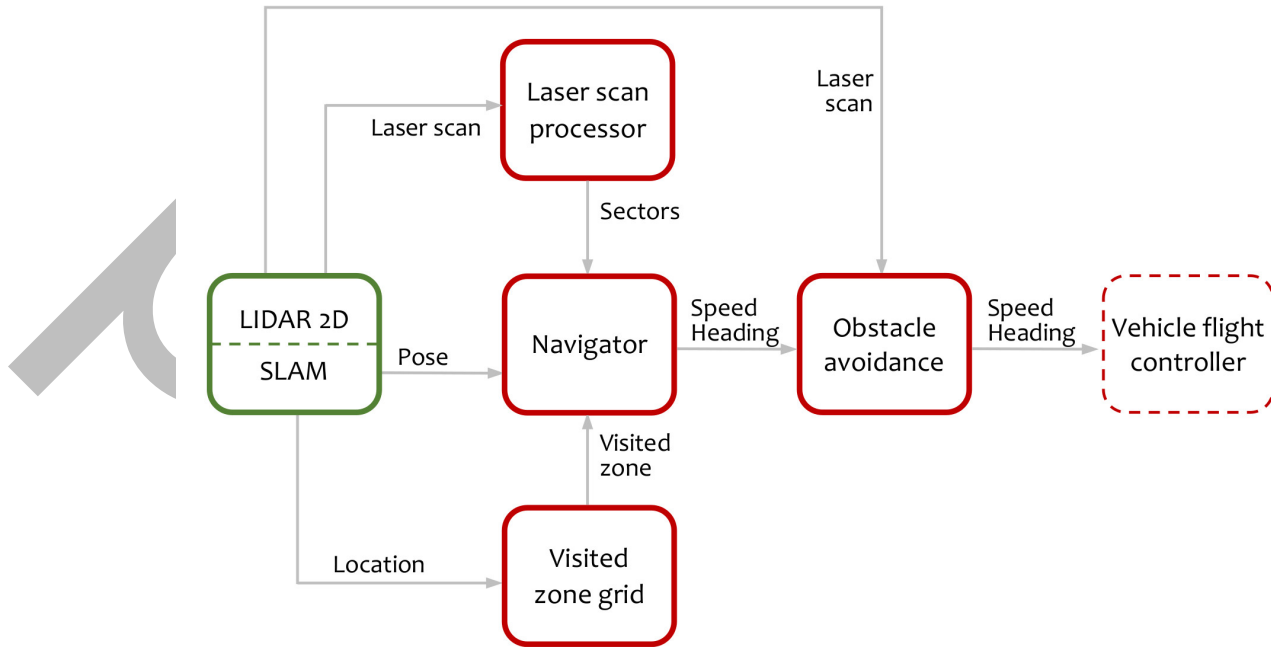 Laser
scan
Laser scan
processor
Laser scan
Sectors
LIDAR 2D
SLAM
Pose
Navigator
Speed
Heading
Obstacle
avoidance
Speed
Heading
Vehicle flight
controller
Visited
zone
Location
Visited
zone grid